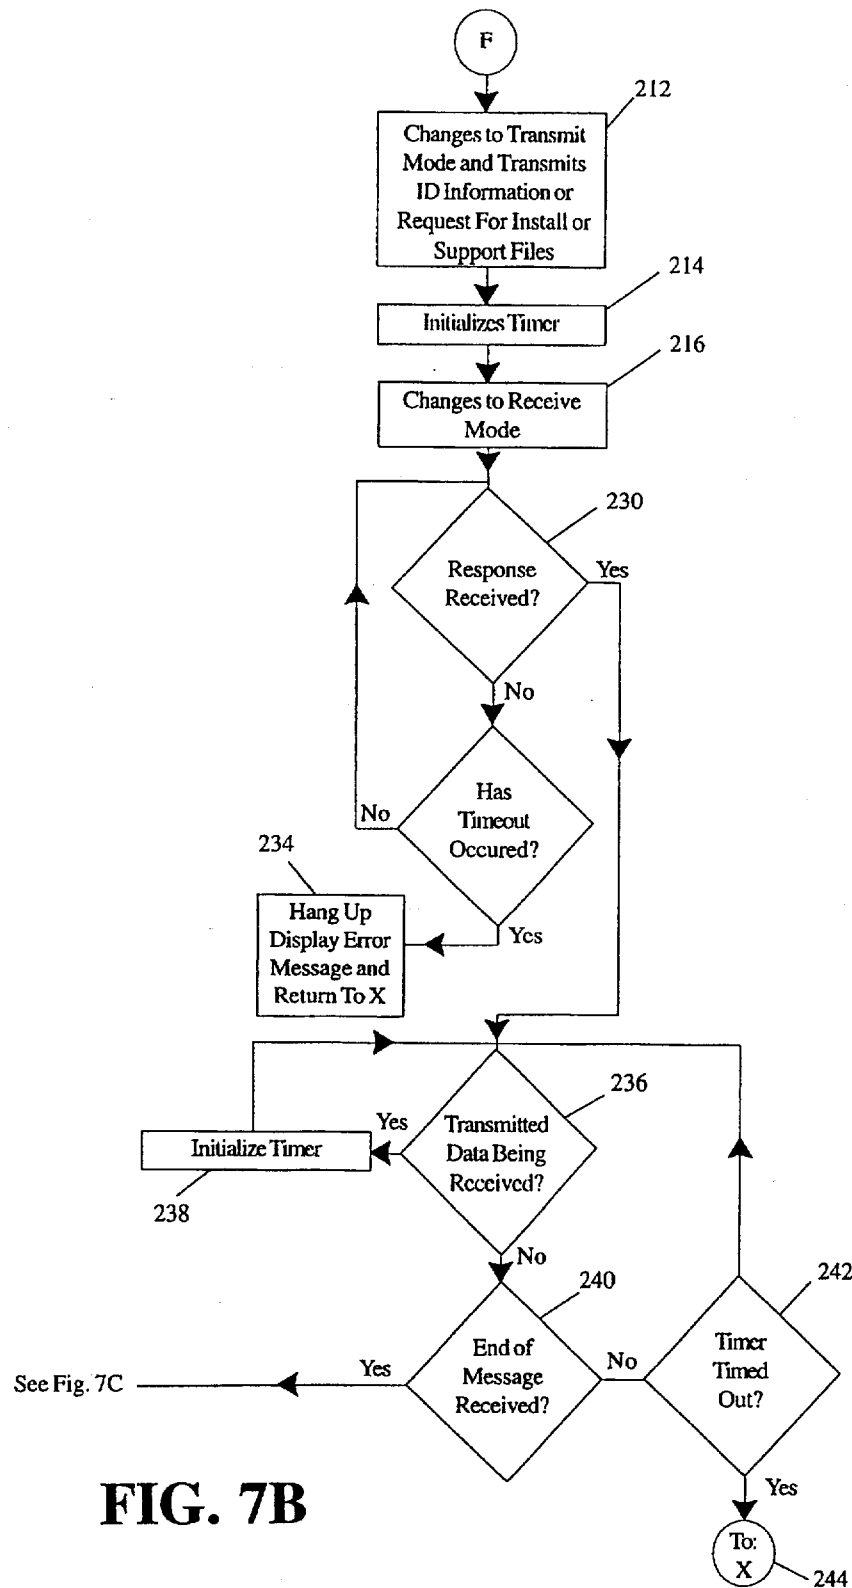 F
212
Changes to Transmit
Mode and Transmits
ID Information or
Request For Install or
Support Files
214
Initializes Timer
216
Changes to Receive
Mode
230
Response
Received?
Yes
No
Has
Timeout
Occured?
No
234
Hang Up
Display Error
Message and
Return To X
Yes
236
Transmitted
Data Being
Received?
Yes
Initialize Timer
238
No
240
242
End of
Message
Received?
Yes
No
Timer
Timed
Out?
See Fig. 7C
FIG. 7B
Yes
To:
X
244